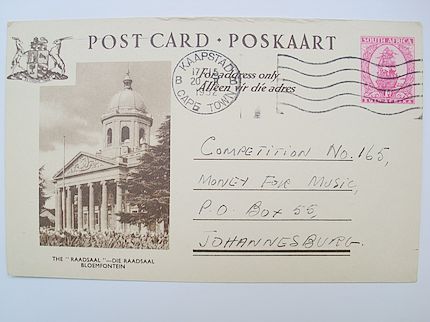 POST CARD · POSKAART
SOUTH AFRICA
KAAPSTAD
B B
CAPE TOWN
For address only
Alleen vir die adres
COMPETITION NO. 165,
MONEY FOR MUSIC,
P.O. BOX 55,
JOHANNESBURG.
THE "RAADSAAL"—DIE RAADSAAL
BLOEMFONTEIN